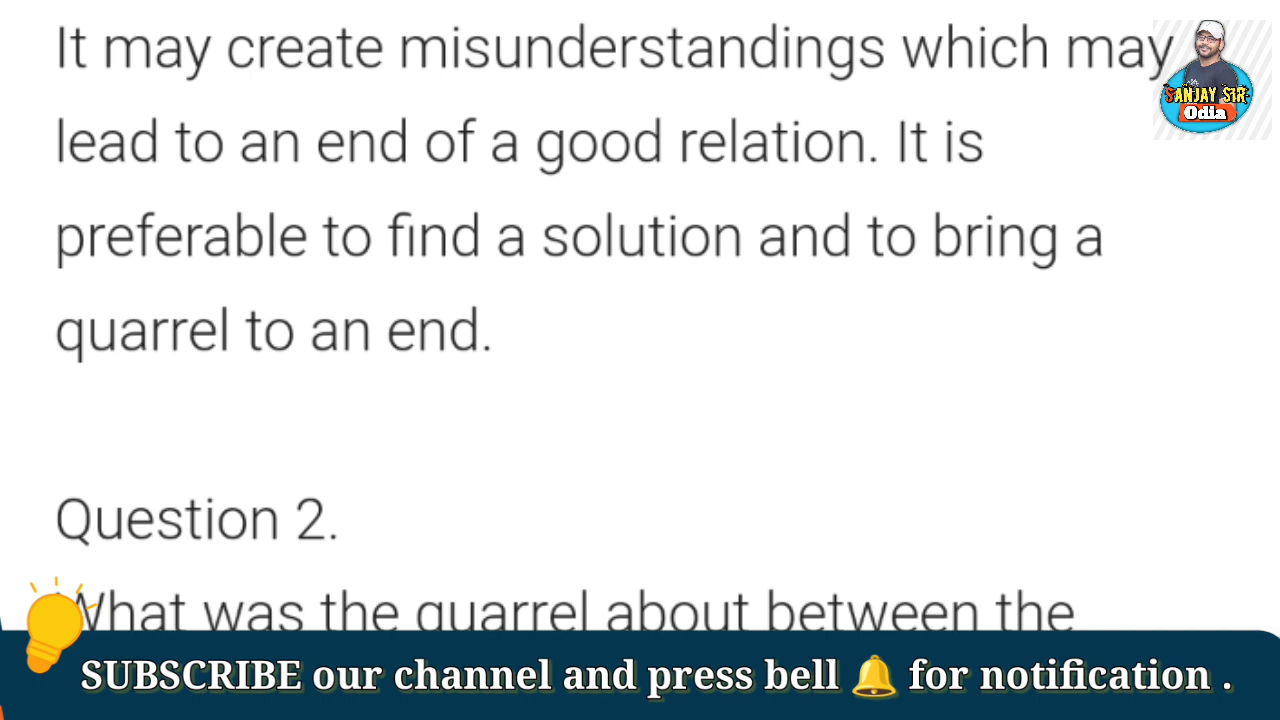 It may create misunderstandings which may
lead to an end of a good relation. It is
preferable to find a solution and to bring a
quarrel to an end.
Question 2.
What was the quarrel about between the
SANJAY SIR
Odia
SUBSCRIBE our channel and press bell 🔔 for notification .